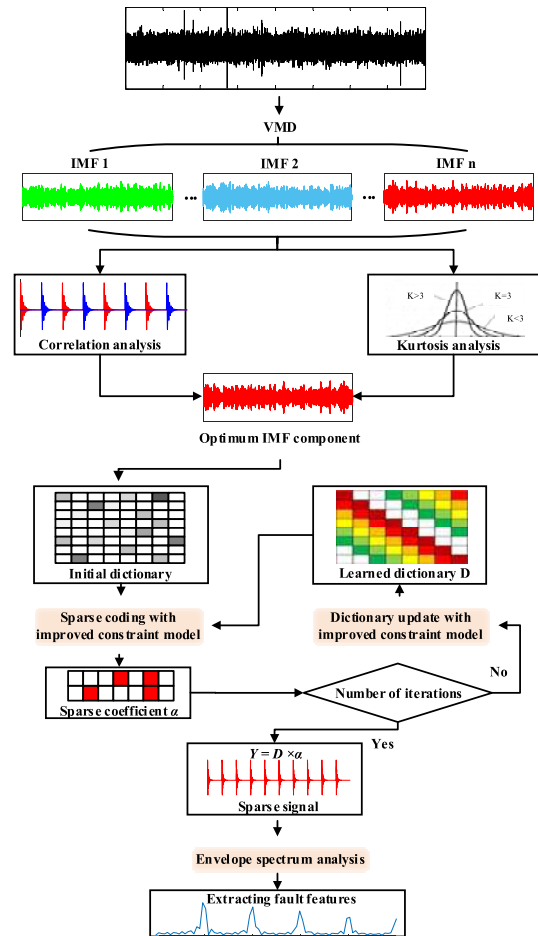 VMD
IMF 1
IMF 2
IMF n
...
...
K>3
K=3
K<3
Correlation analysis
Kurtosis analysis
Optimum IMF component
Initial dictionary
Learned dictionary D
Sparse coding with
improved constraint model
Dictionary update with
improved constraint model
No
Sparse coefficient α
Number of iterations
Yes
Y = D ×α
Sparse signal
Envelope spectrum analysis
Extracting fault features